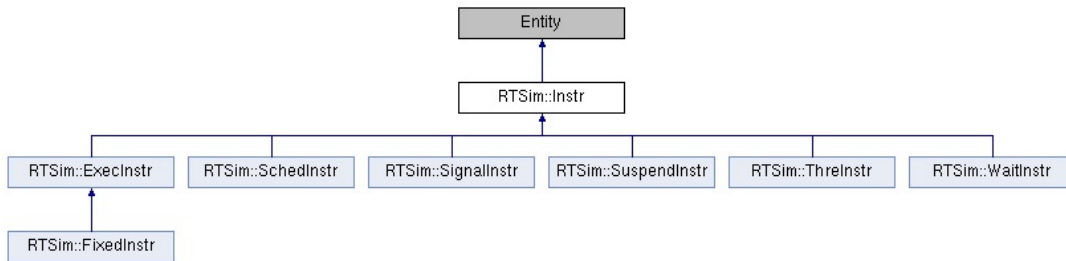 Entity
RTSim::Instr
RTSim::ExecInstr
RTSim::SchedInstr
RTSim::SignalInstr
RTSim::SuspendInstr
RTSim::ThreInstr
RTSim::WaitInstr
RTSim::FixedInstr